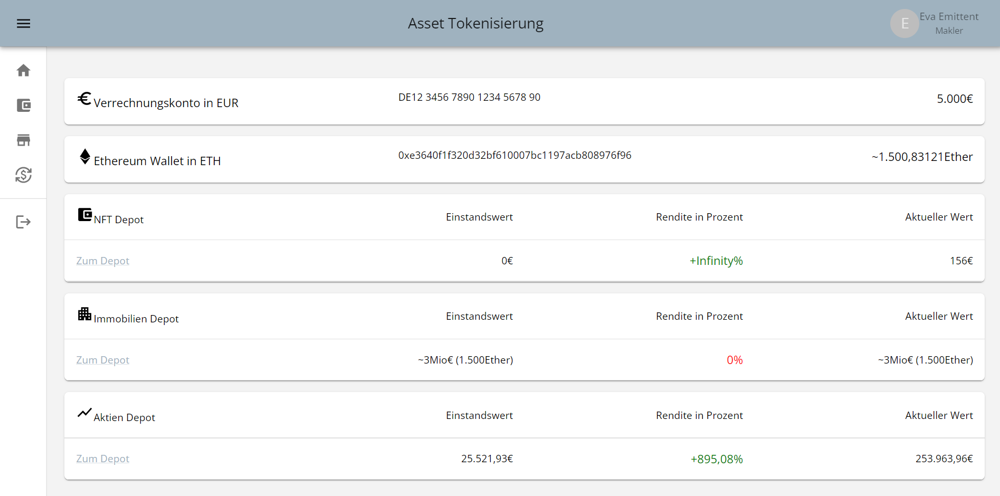 Asset Tokenisierung
E
Eva Emittent
Makler
Verrechnungskonto in EUR DE12 3456 7890 1234 5678 90 5.000€
Ethereum Wallet in ETH 0xe3640f1f320d32bf610007bc1197acb808976f96 ~1.500,83121Ether
NFT Depot Einstandswert Rendite in Prozent Aktueller Wert
Zum Depot 0€ +Infinity% 156€
Immobilien Depot Einstandswert Rendite in Prozent Aktueller Wert
Zum Depot ~3Mio€ (1.500Ether) 0% ~3Mio€ (1.500Ether)
Aktien Depot Einstandswert Rendite in Prozent Aktueller Wert
Zum Depot 25.521,93€ +895,08% 253.963,96€